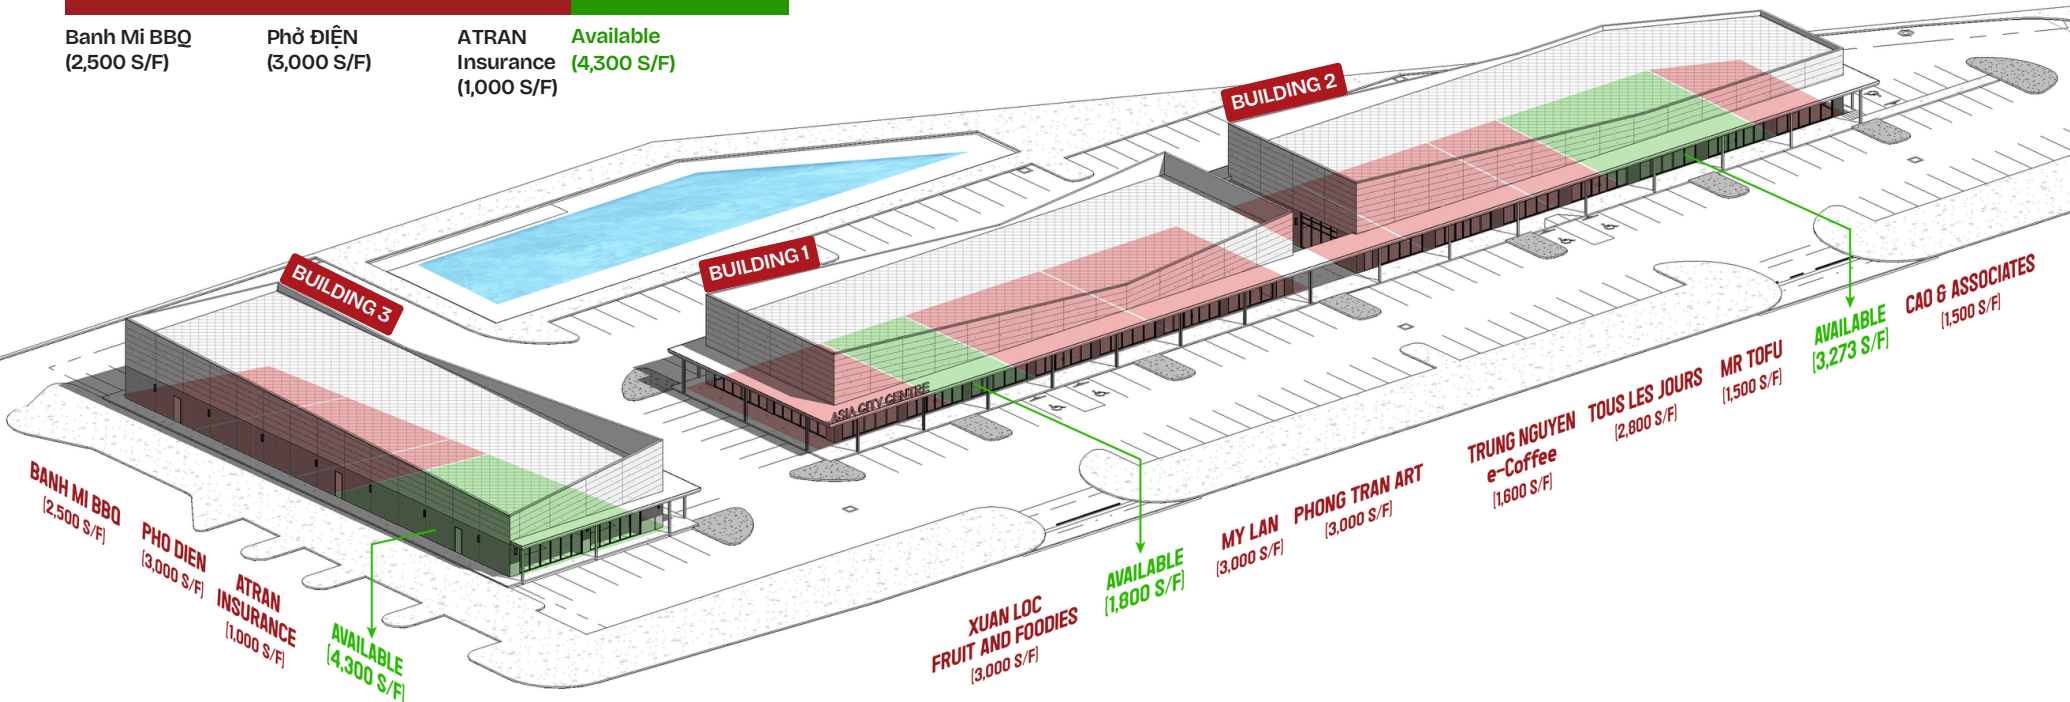 Banh Mi BBQ
(2,500 S/F)
Phở ĐIỆN
(3,000 S/F)
ATRAN
Insurance
(1,000 S/F)
Available
(4,300 S/F)
BUILDING 2
BUILDING 1
BUILDING 3
ASIA CITY CENTRE
BANH MI BBQ
(2,500 S/F)
PHO DIEN
(3,000 S/F)
ATRAN
INSURANCE
(1,000 S/F)
AVAILABLE
(4,300 S/F)
XUAN LOC
FRUIT AND FOODIES
(3,000 S/F)
AVAILABLE
(1,800 S/F)
MY LAN
(3,000 S/F)
PHONG TRAN ART
(3,000 S/F)
TRUNG NGUYEN
e-Coffee
(1,600 S/F)
TOUS LES JOURS
(2,800 S/F)
MR TOFU
(1,500 S/F)
AVAILABLE
(3,273 S/F)
CAO & ASSOCIATES
(1,500 S/F)